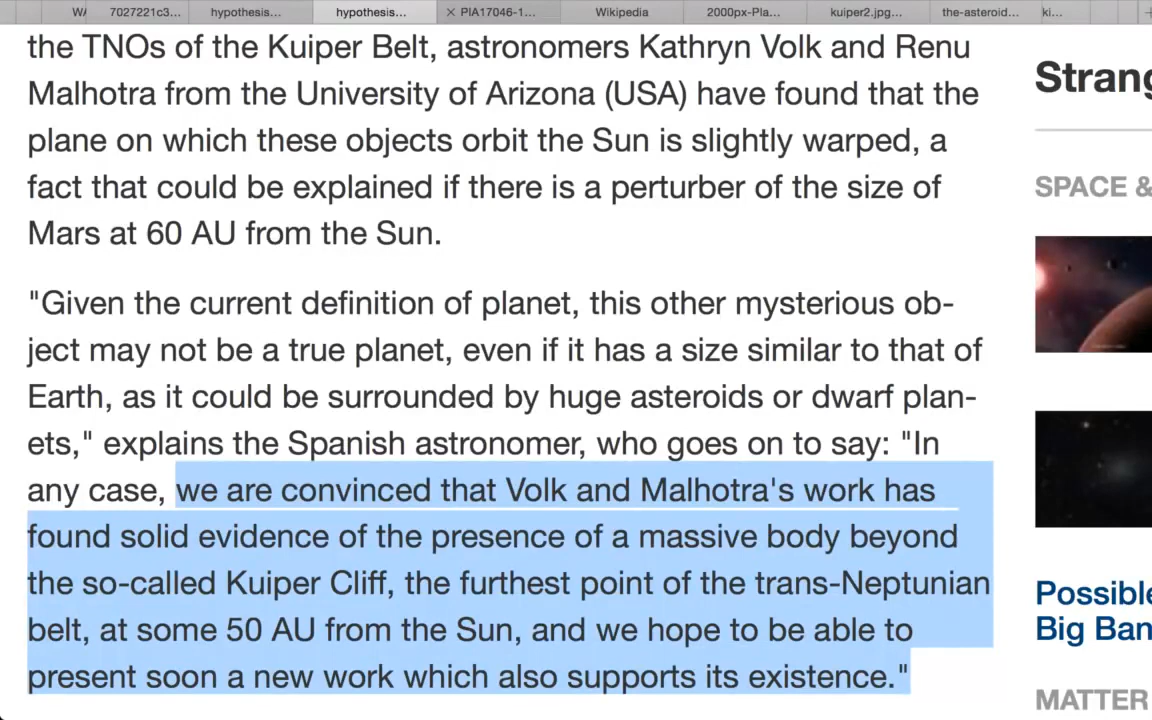 W/ 7027221c3... hypothesis... hypothesis... × PIA17046-1... Wikipedia 2000px-Pla... kuiper2.jpg... the-asteroid... ki...
the TNOs of the Kuiper Belt, astronomers Kathryn Volk and Renu
Malhotra from the University of Arizona (USA) have found that the
plane on which these objects orbit the Sun is slightly warped, a
fact that could be explained if there is a perturber of the size of
Mars at 60 AU from the Sun.
"Given the current definition of planet, this other mysterious ob-
ject may not be a true planet, even if it has a size similar to that of
Earth, as it could be surrounded by huge asteroids or dwarf plan-
ets," explains the Spanish astronomer, who goes on to say: "In
any case, we are convinced that Volk and Malhotra's work has
found solid evidence of the presence of a massive body beyond
the so-called Kuiper Cliff, the furthest point of the trans-Neptunian
belt, at some 50 AU from the Sun, and we hope to be able to
present soon a new work which also supports its existence."
Strang
SPACE &
Possible
Big Ban
MATTER